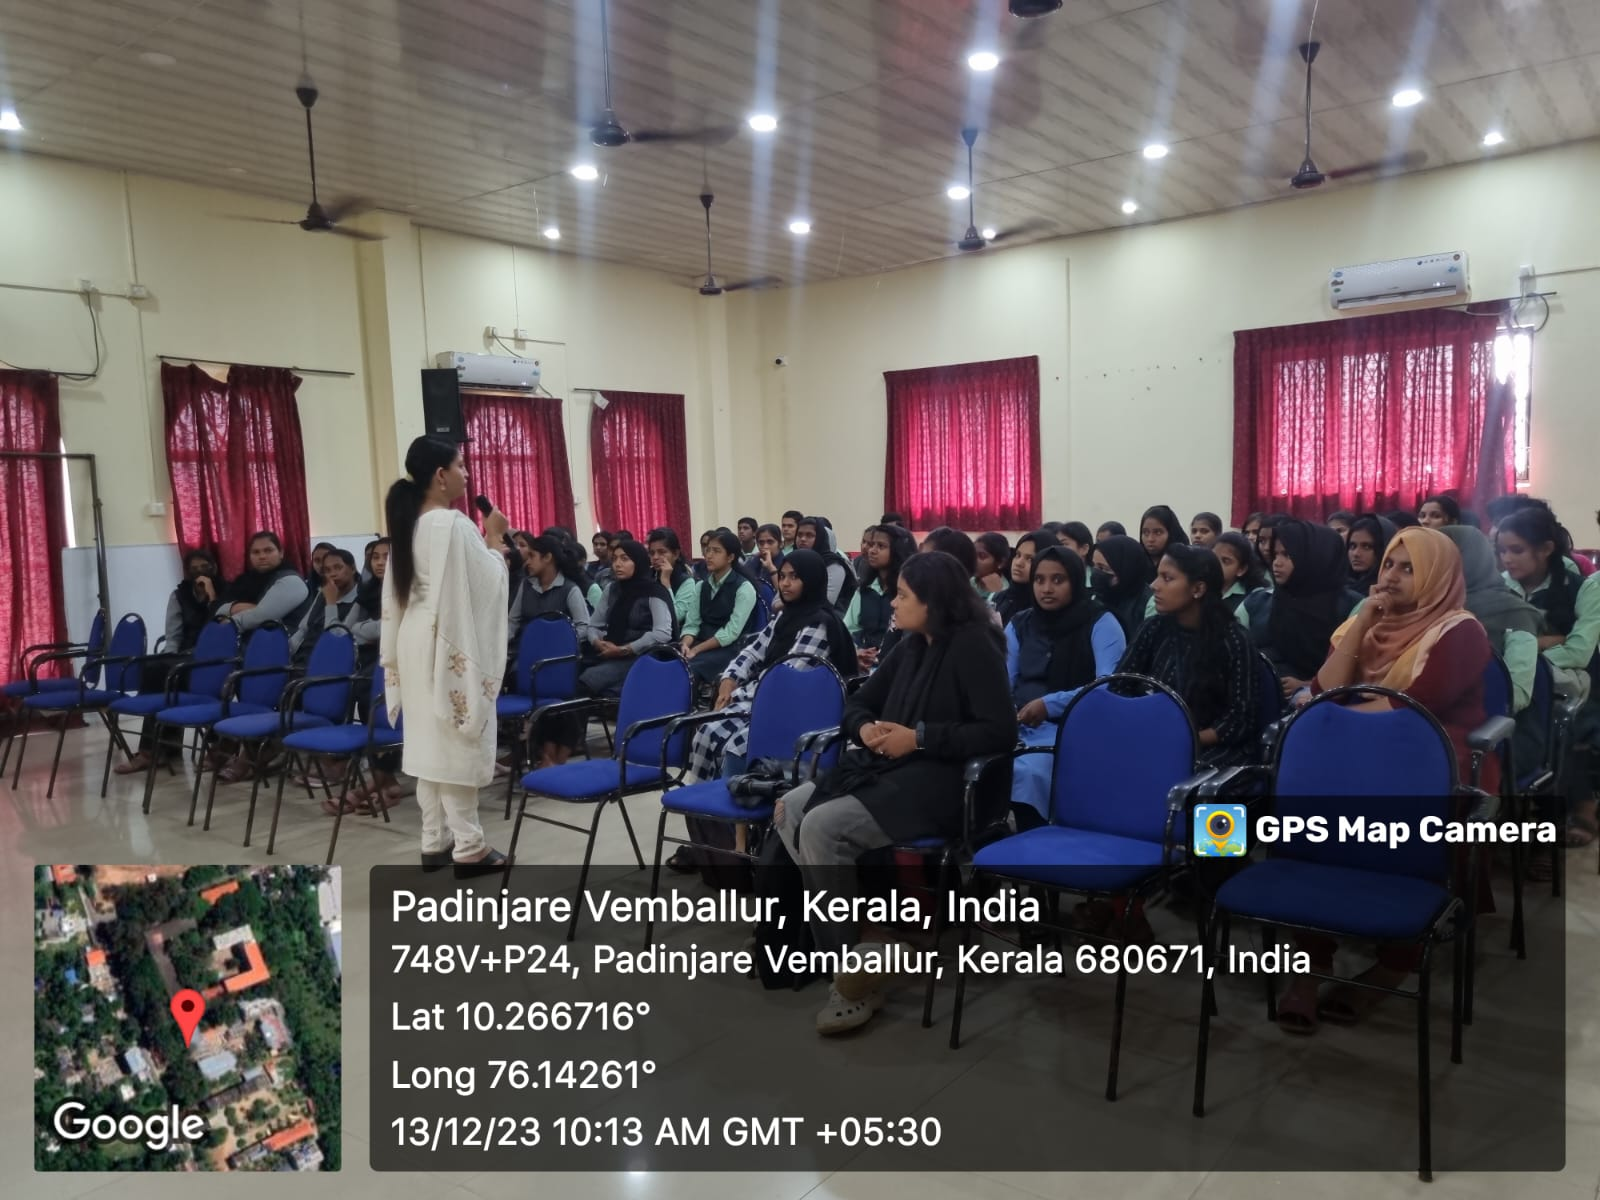 GPS Map Camera
Padinjare Vemballur, Kerala, India
748V+P24, Padinjare Vemballur, Kerala 680671, India
Lat 10.266716°
Long 76.14261°
13/12/23 10:13 AM GMT +05:30
Google